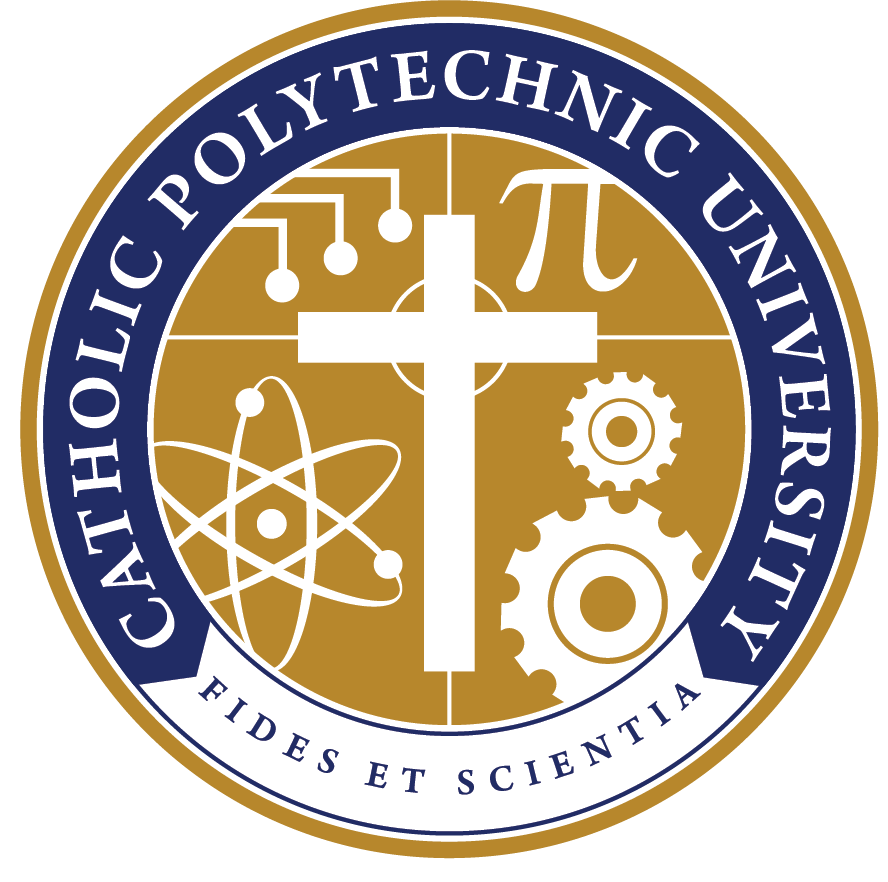 CATHOLIC POLYTECHNIC UNIVERSITY
π
FIDES ET SCIENTIA